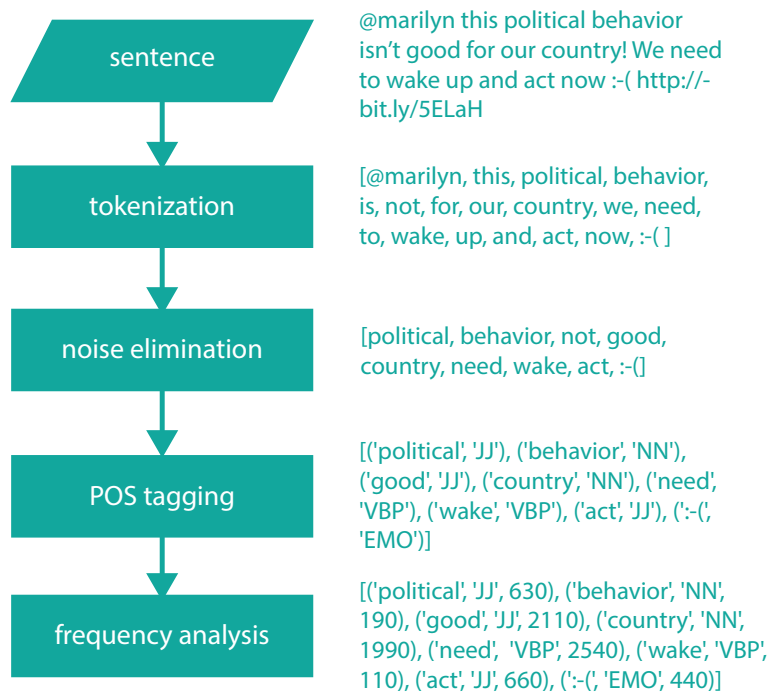 sentence
@marilyn this political behavior
isn’t good for our country! We need
to wake up and act now :-( http://-
bit.ly/5ELaH
tokenization
[@marilyn, this, political, behavior,
is, not, for, our, country, we, need,
to, wake, up, and, act, now, :-( ]
noise elimination
[political, behavior, not, good,
country, need, wake, act, :-(]
POS tagging
[('political', 'JJ'), ('behavior', 'NN'),
('good', 'JJ'), ('country', 'NN'), ('need',
'VBP'), ('wake', 'VBP'), ('act', 'JJ'), (':-(',
'EMO')]
frequency analysis
[('political', 'JJ', 630), ('behavior', 'NN',
190), ('good', 'JJ', 2110), ('country', 'NN',
1990), ('need', 'VBP', 2540), ('wake', 'VBP',
110), ('act', 'JJ', 660), (':-(', 'EMO', 440)]